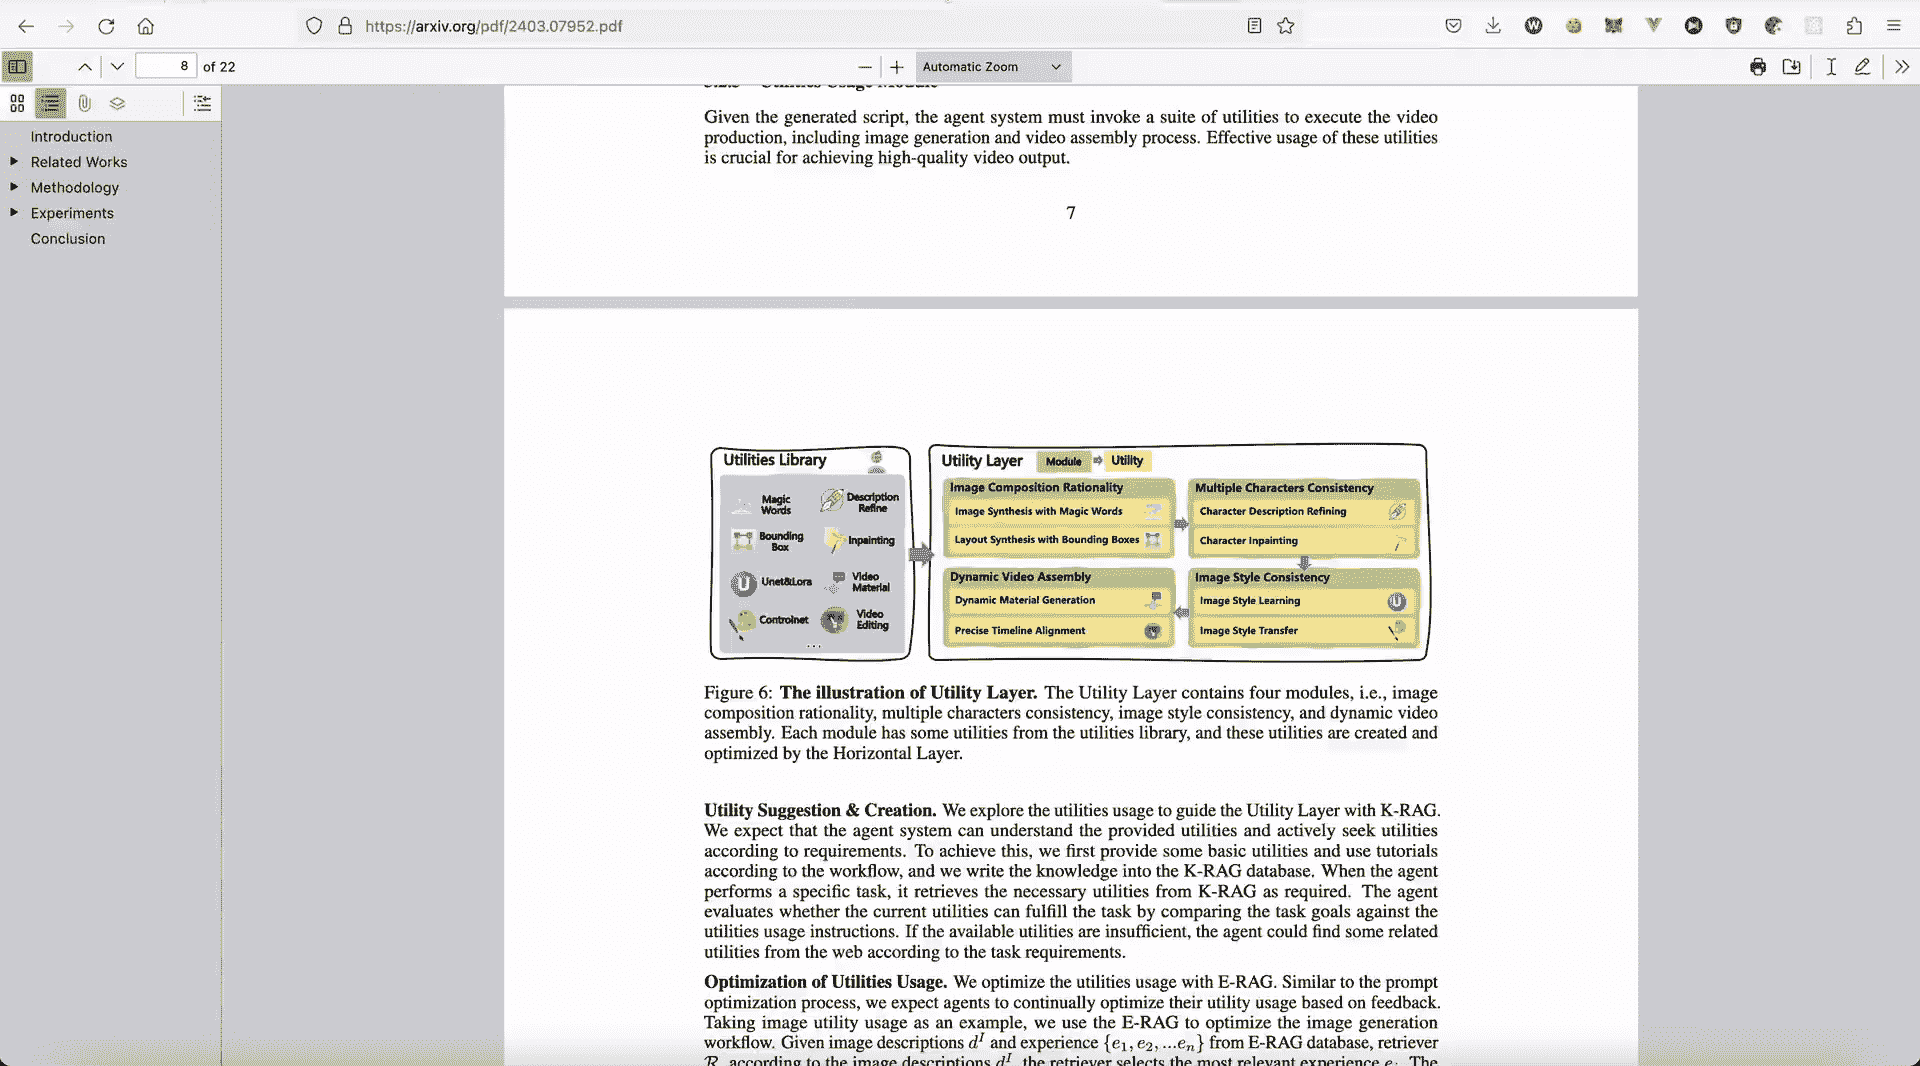 https://arxiv.org/pdf/2403.07952.pdf
8 of 22
Automatic Zoom
Introduction
Related Works
Methodology
Experiments
Conclusion
Given the generated script, the agent system must invoke a suite of utilities to execute the video
production, including image generation and video assembly process. Effective usage of these utilities
is crucial for achieving high-quality video output.
7
Utilities Library
Magic
Words
Description
Refine
Bounding
Box
Inpainting
Unet&Lora
Video
Material
Controlnet
Video
Editing
...
Utility Layer
Module
Utility
Image Composition Rationality
Image Synthesis with Magic Words
Layout Synthesis with Bounding Boxes
Multiple Characters Consistency
Character Description Refining
Character Inpainting
Dynamic Video Assembly
Dynamic Material Generation
Precise Timeline Alignment
Image Style Consistency
Image Style Learning
Image Style Transfer
Figure 6: The illustration of Utility Layer. The Utility Layer contains four modules, i.e., image
composition rationality, multiple characters consistency, image style consistency, and dynamic video
assembly. Each module has some utilities from the utilities library, and these utilities are created and
optimized by the Horizontal Layer.
Utility Suggestion & Creation. We explore the utilities usage to guide the Utility Layer with K-RAG.
We expect that the agent system can understand the provided utilities and actively seek utilities
according to requirements. To achieve this, we first provide some basic utilities and use tutorials
according to the workflow, and we write the knowledge into the K-RAG database. When the agent
performs a specific task, it retrieves the necessary utilities from K-RAG as required. The agent
evaluates whether the current utilities can fulfill the task by comparing the task goals against the
utilities usage instructions. If the available utilities are insufficient, the agent could find some related
utilities from the web according to the task requirements.
Optimization of Utilities Usage. We optimize the utilities usage with E-RAG. Similar to the prompt
optimization process, we expect agents to continually optimize their utility usage based on feedback.
Taking image utility usage as an example, we use the E-RAG to optimize the image generation
workflow. Given image descriptions d^I and experience {e₁, e₂, ...eₙ} from E-RAG database, retriever
R, according to the image descriptions d^I, the retriever selects the most relevant experience e. The